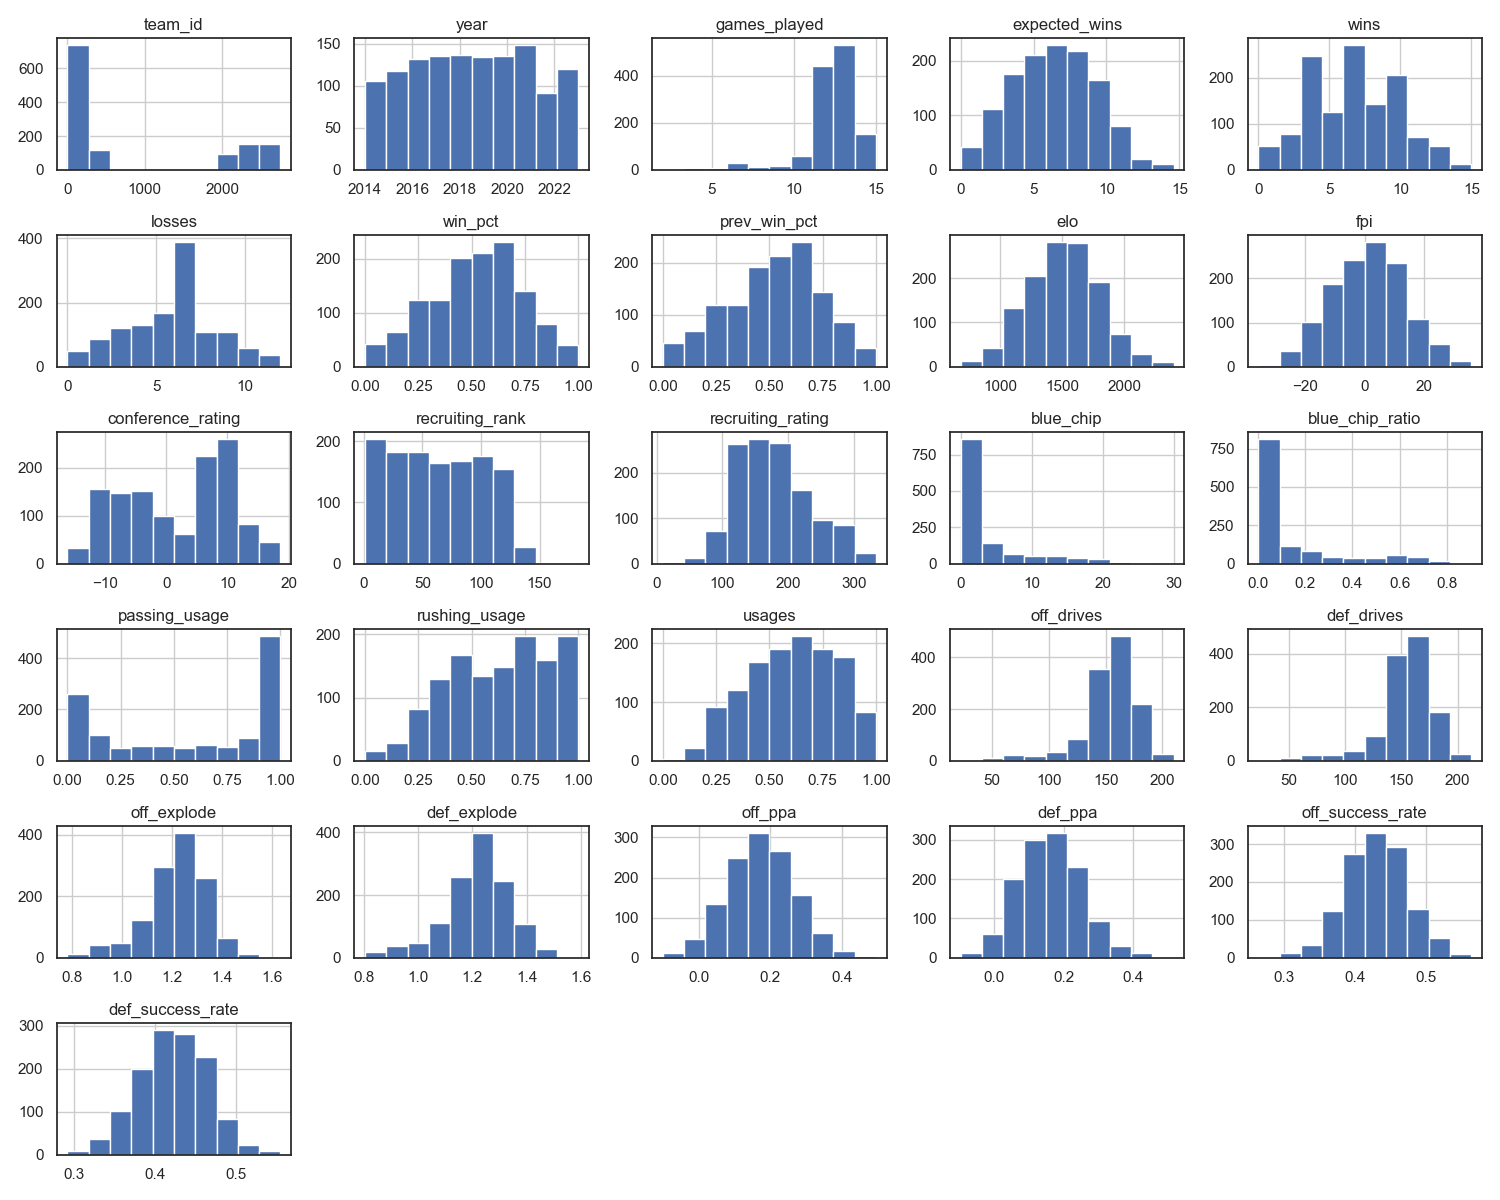 team_id year games_played expected_wins wins
600 400 200 0 150 100 50 0 400 200 0 200 100 0 200 100 0
0 1000 2000 2014 2016 2018 2020 2022 5 10 15 0 5 10 15 0 5 10 15
losses win_pct prev_win_pct elo fpi
400 200 0 200 100 0 200 100 0 200 100 0 200 100 0
0 5 10 0.00 0.25 0.50 0.75 1.00 0.00 0.25 0.50 0.75 1.00 1000 1500 2000 −20 0 20
conference_rating recruiting_rank recruiting_rating blue_chip blue_chip_ratio
200 100 0 200 100 0 200 100 0 750 500 250 0 750 500 250 0
−10 0 10 20 0 50 100 150 0 100 200 300 0 10 20 30 0.0 0.2 0.4 0.6 0.8
passing_usage rushing_usage usages off_drives def_drives
400 200 0 200 100 0 200 100 0 400 200 0 400 200 0
0.00 0.25 0.50 0.75 1.00 0.00 0.25 0.50 0.75 1.00 0.00 0.25 0.50 0.75 1.00 50 100 150 200 50 100 150 200
off_explode def_explode off_ppa def_ppa off_success_rate
400 200 0 400 200 0 300 200 100 0 300 200 100 0 300 200 100 0
0.8 1.0 1.2 1.4 1.6 0.8 1.0 1.2 1.4 1.6 0.0 0.2 0.4 0.0 0.2 0.4 0.3 0.4 0.5
def_success_rate
300 200 100 0
0.3 0.4 0.5